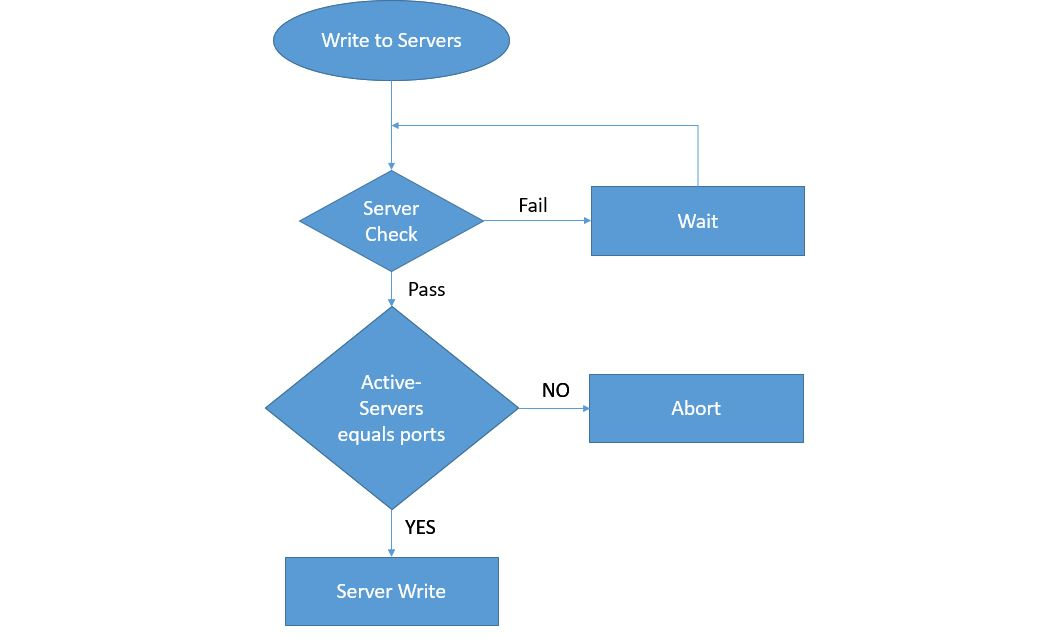 Write to Servers
Server
Check
Fail
Wait
Pass
Active-
Servers
equals ports
NO
Abort
YES
Server Write